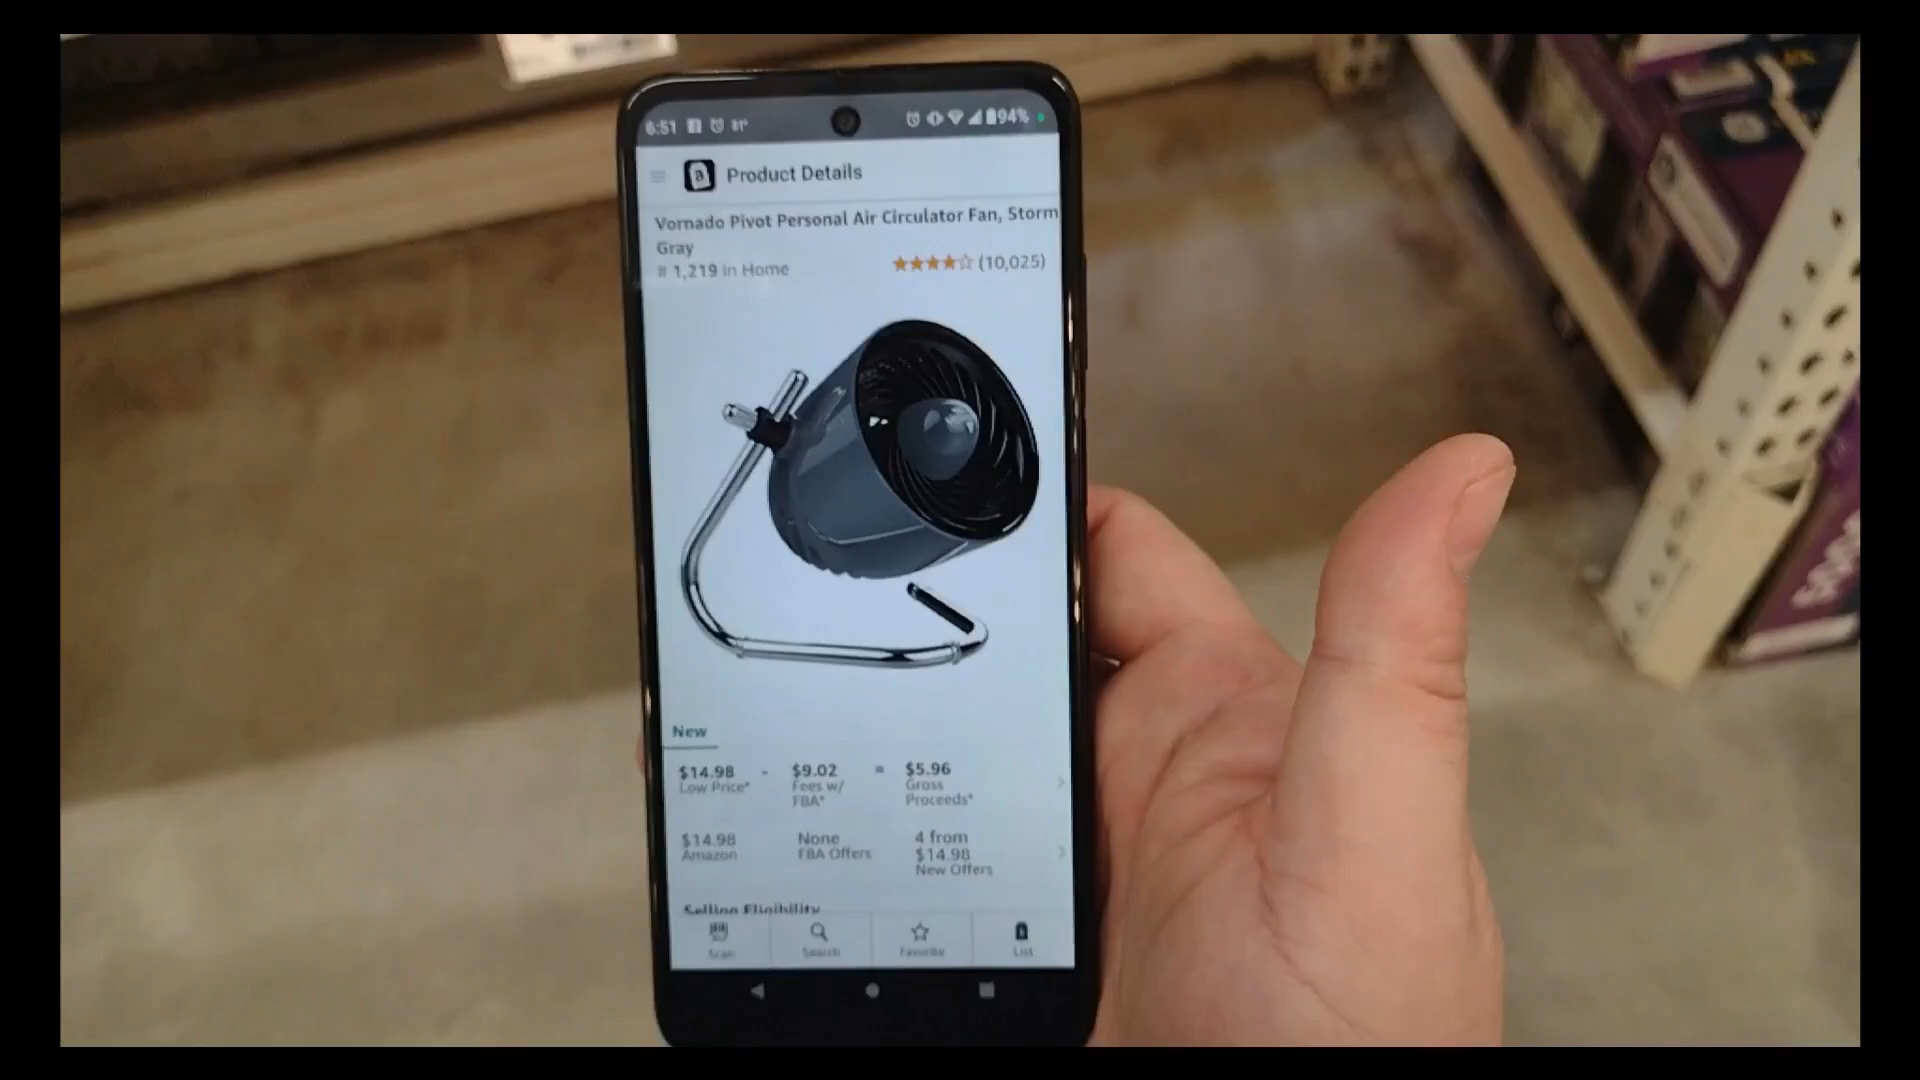 6:51 81° 94%
Product Details
Vornado Pivot Personal Air Circulator Fan, Storm
Gray
# 1,219 in Home (10,025)
New
$14.98 - $9.02 = $5.96
Low Price* Fees w/ Gross
FBA* Proceeds*
$14.98 None 4 from
Amazon FBA Offers $14.98
New Offers
Selling Eligibility
Scan Search Favorite List